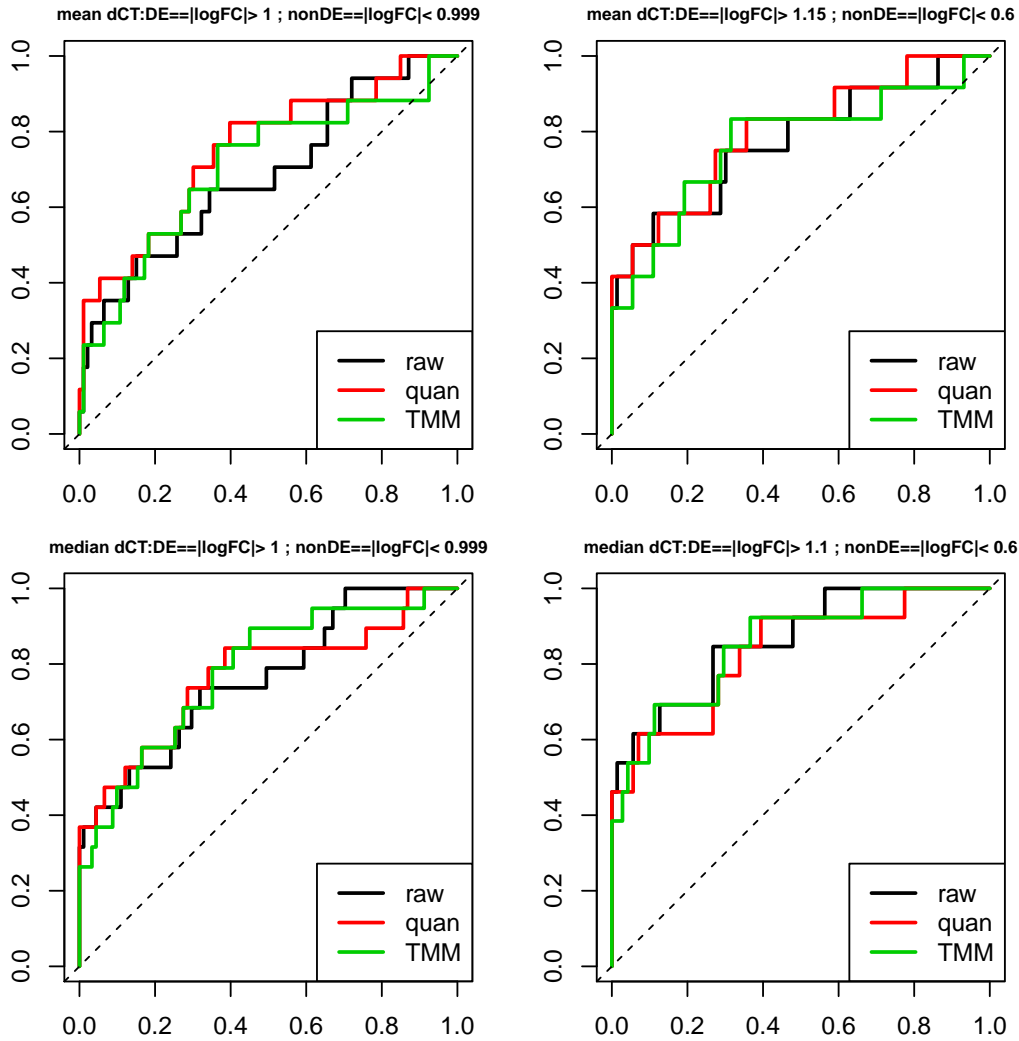 mean dCT:DE==|logFC|> 1 ; nonDE==|logFC|< 0.999
1.0
0.8
0.6
0.4
0.2
0.0
raw
quan
TMM
0.0 0.2 0.4 0.6 0.8 1.0
mean dCT:DE==|logFC|> 1.15 ; nonDE==|logFC|< 0.6
1.0
0.8
0.6
0.4
0.2
0.0
raw
quan
TMM
0.0 0.2 0.4 0.6 0.8 1.0
median dCT:DE==|logFC|> 1 ; nonDE==|logFC|< 0.999
1.0
0.8
0.6
0.4
0.2
0.0
raw
quan
TMM
0.0 0.2 0.4 0.6 0.8 1.0
median dCT:DE==|logFC|> 1.1 ; nonDE==|logFC|< 0.6
1.0
0.8
0.6
0.4
0.2
0.0
raw
quan
TMM
0.0 0.2 0.4 0.6 0.8 1.0